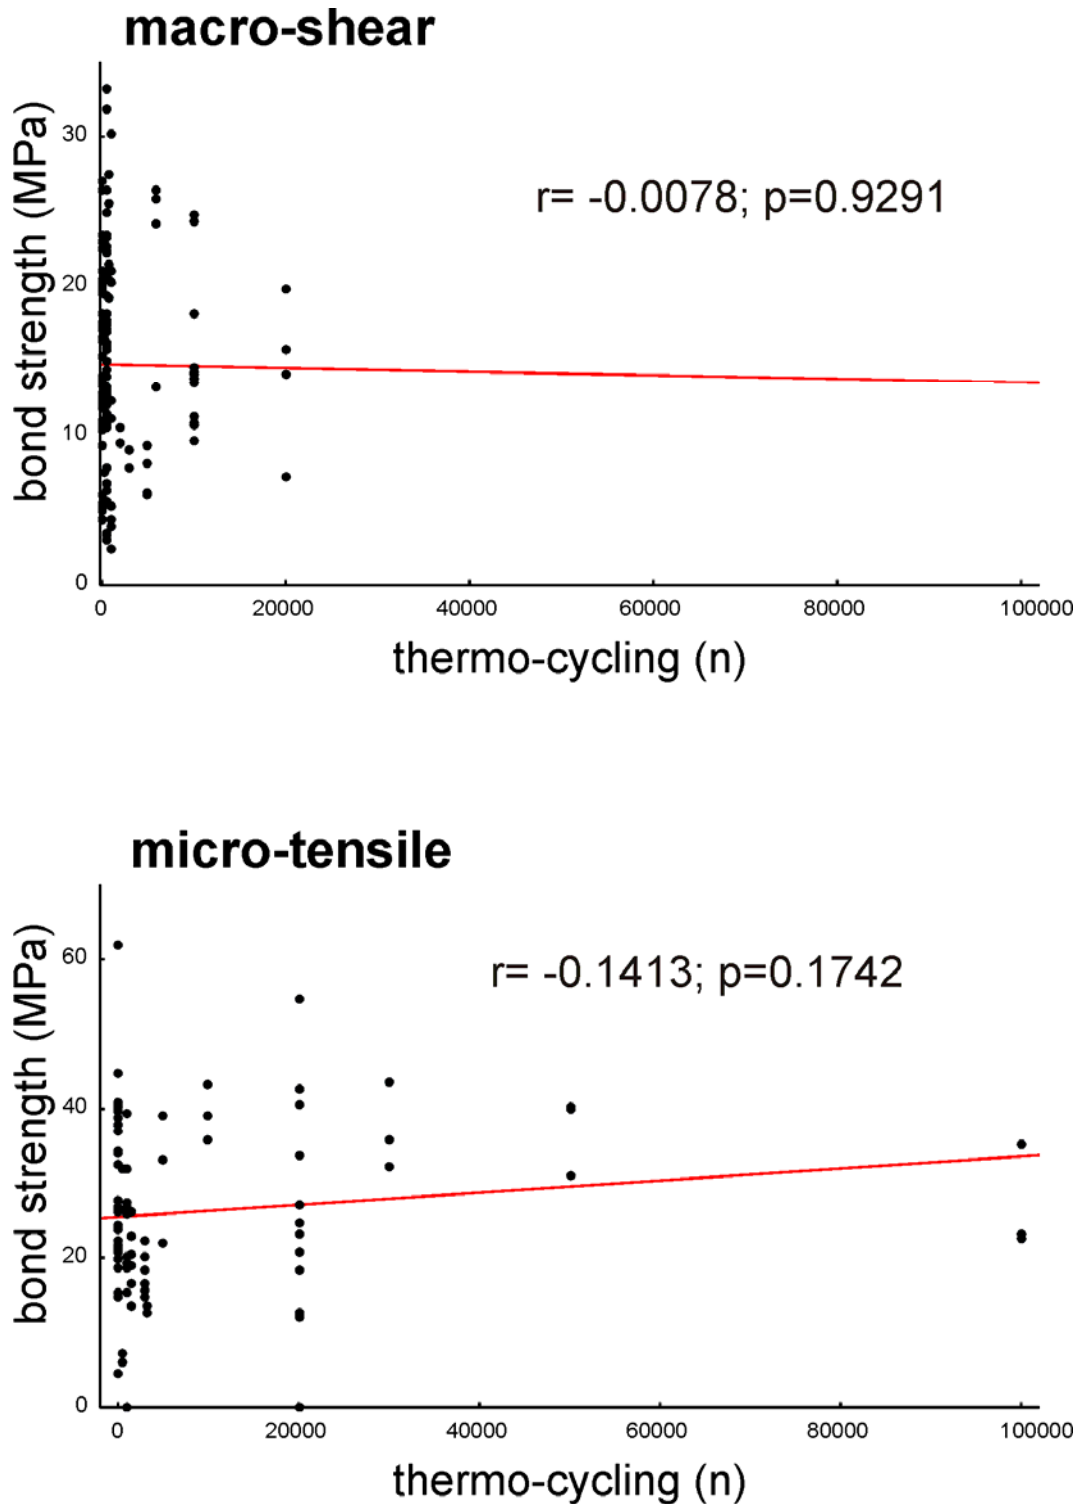 macro-shear
bond strength (MPa)
30
20
10
0
r= -0.0078; p=0.9291
0 20000 40000 60000 80000 100000
thermo-cycling (n)
micro-tensile
bond strength (MPa)
60
40
20
0
r= -0.1413; p=0.1742
0 20000 40000 60000 80000 100000
thermo-cycling (n)